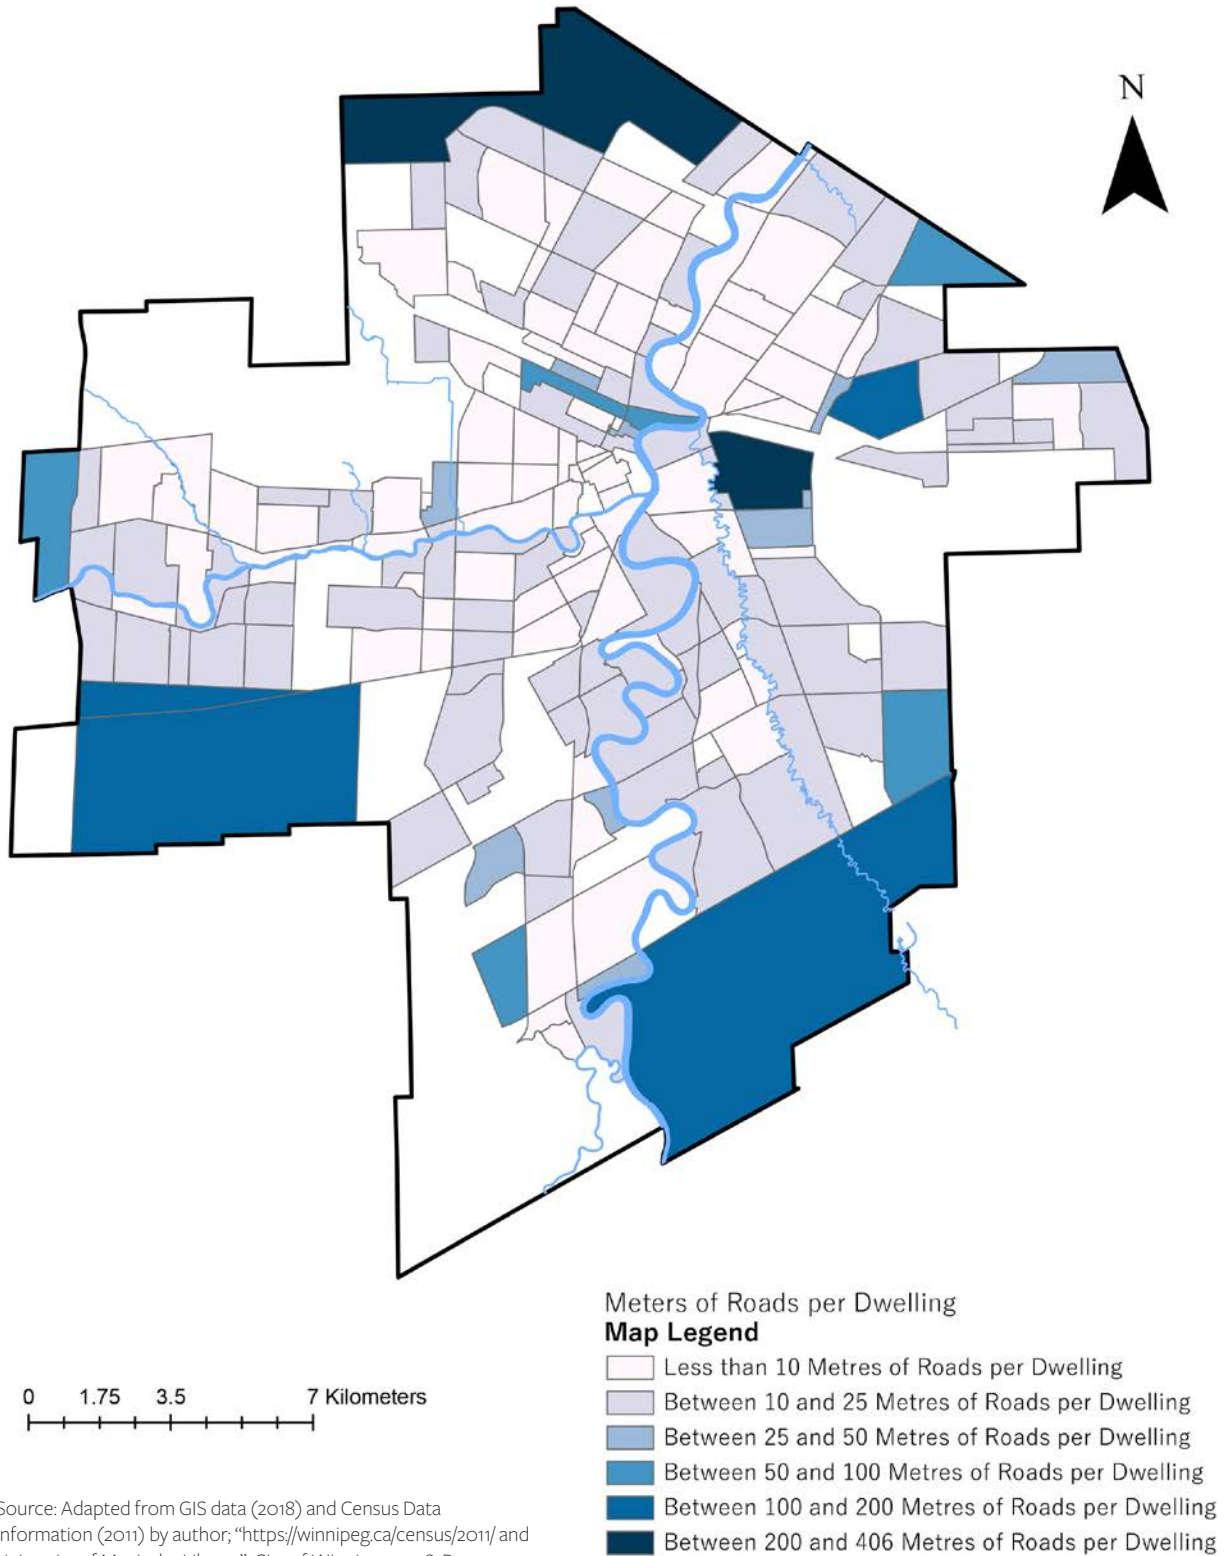 N
Meters of Roads per Dwelling
Map Legend
Less than 10 Metres of Roads per Dwelling
Between 10 and 25 Metres of Roads per Dwelling
Between 25 and 50 Metres of Roads per Dwelling
Between 50 and 100 Metres of Roads per Dwelling
Between 100 and 200 Metres of Roads per Dwelling
Between 200 and 406 Metres of Roads per Dwelling
0 1.75 3.5 7 Kilometers
Source: Adapted from GIS data (2018) and Census Data
nformation (2011) by author; "https://winnipeg.ca/census/2011/ and